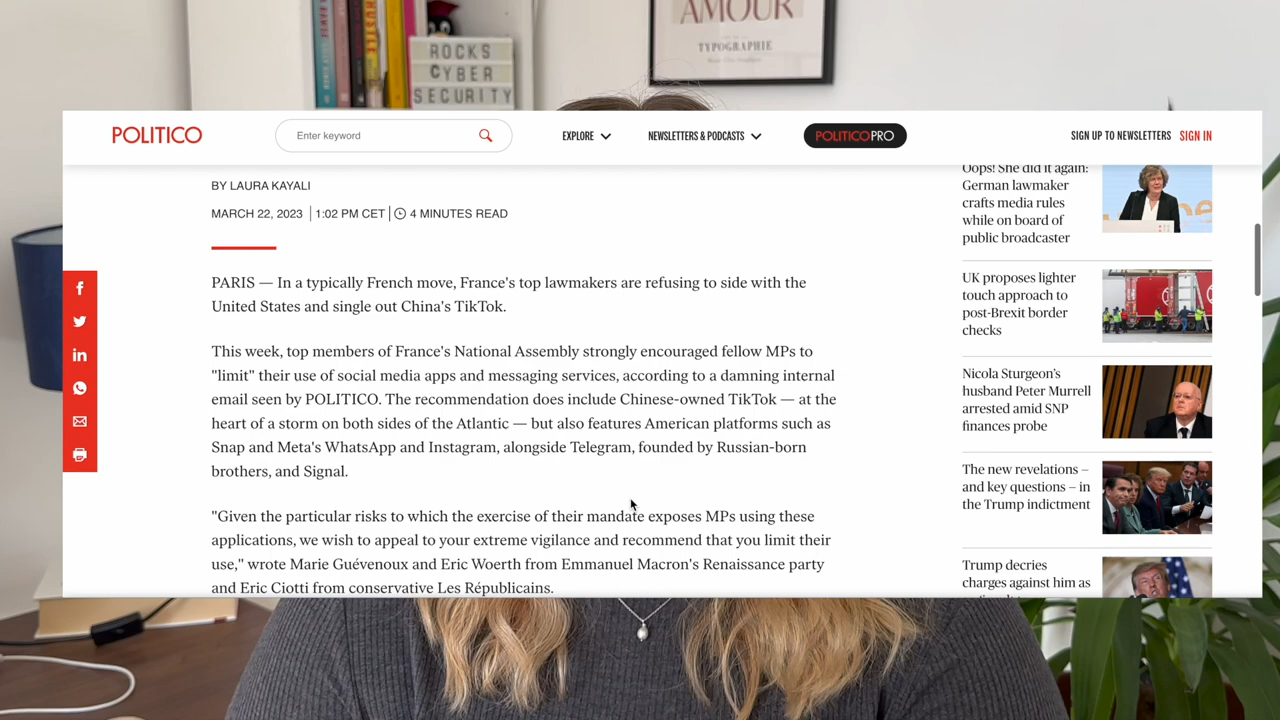 AMOUR
TYPOGRAPHIE
HUSTLE
ROCKS
CYBER
SECURITY
POLITICO
Enter keyword
EXPLORE
NEWSLETTERS & PODCASTS
POLITICOPRO
SIGN UP TO NEWSLETTERS
SIGN IN
BY LAURA KAYALI
MARCH 22, 2023
1:02 PM CET
4 MINUTES READ
PARIS — In a typically French move, France's top lawmakers are refusing to side with the
United States and single out China's TikTok.
This week, top members of France's National Assembly strongly encouraged fellow MPs to
"limit" their use of social media apps and messaging services, according to a damning internal
email seen by POLITICO. The recommendation does include Chinese-owned TikTok — at the
heart of a storm on both sides of the Atlantic — but also features American platforms such as
Snap and Meta's WhatsApp and Instagram, alongside Telegram, founded by Russian-born
brothers, and Signal.
"Given the particular risks to which the exercise of their mandate exposes MPs using these
applications, we wish to appeal to your extreme vigilance and recommend that you limit their
use," wrote Marie Guévenoux and Eric Woerth from Emmanuel Macron's Renaissance party
and Eric Ciotti from conservative Les Républicains.
Oops! She did it again:
German lawmaker
crafts media rules
while on board of
public broadcaster
UK proposes lighter
touch approach to
post-Brexit border
checks
Nicola Sturgeon's
husband Peter Murrell
arrested amid SNP
finances probe
The new revelations –
and key questions – in
the Trump indictment
Trump decries
charges against him as